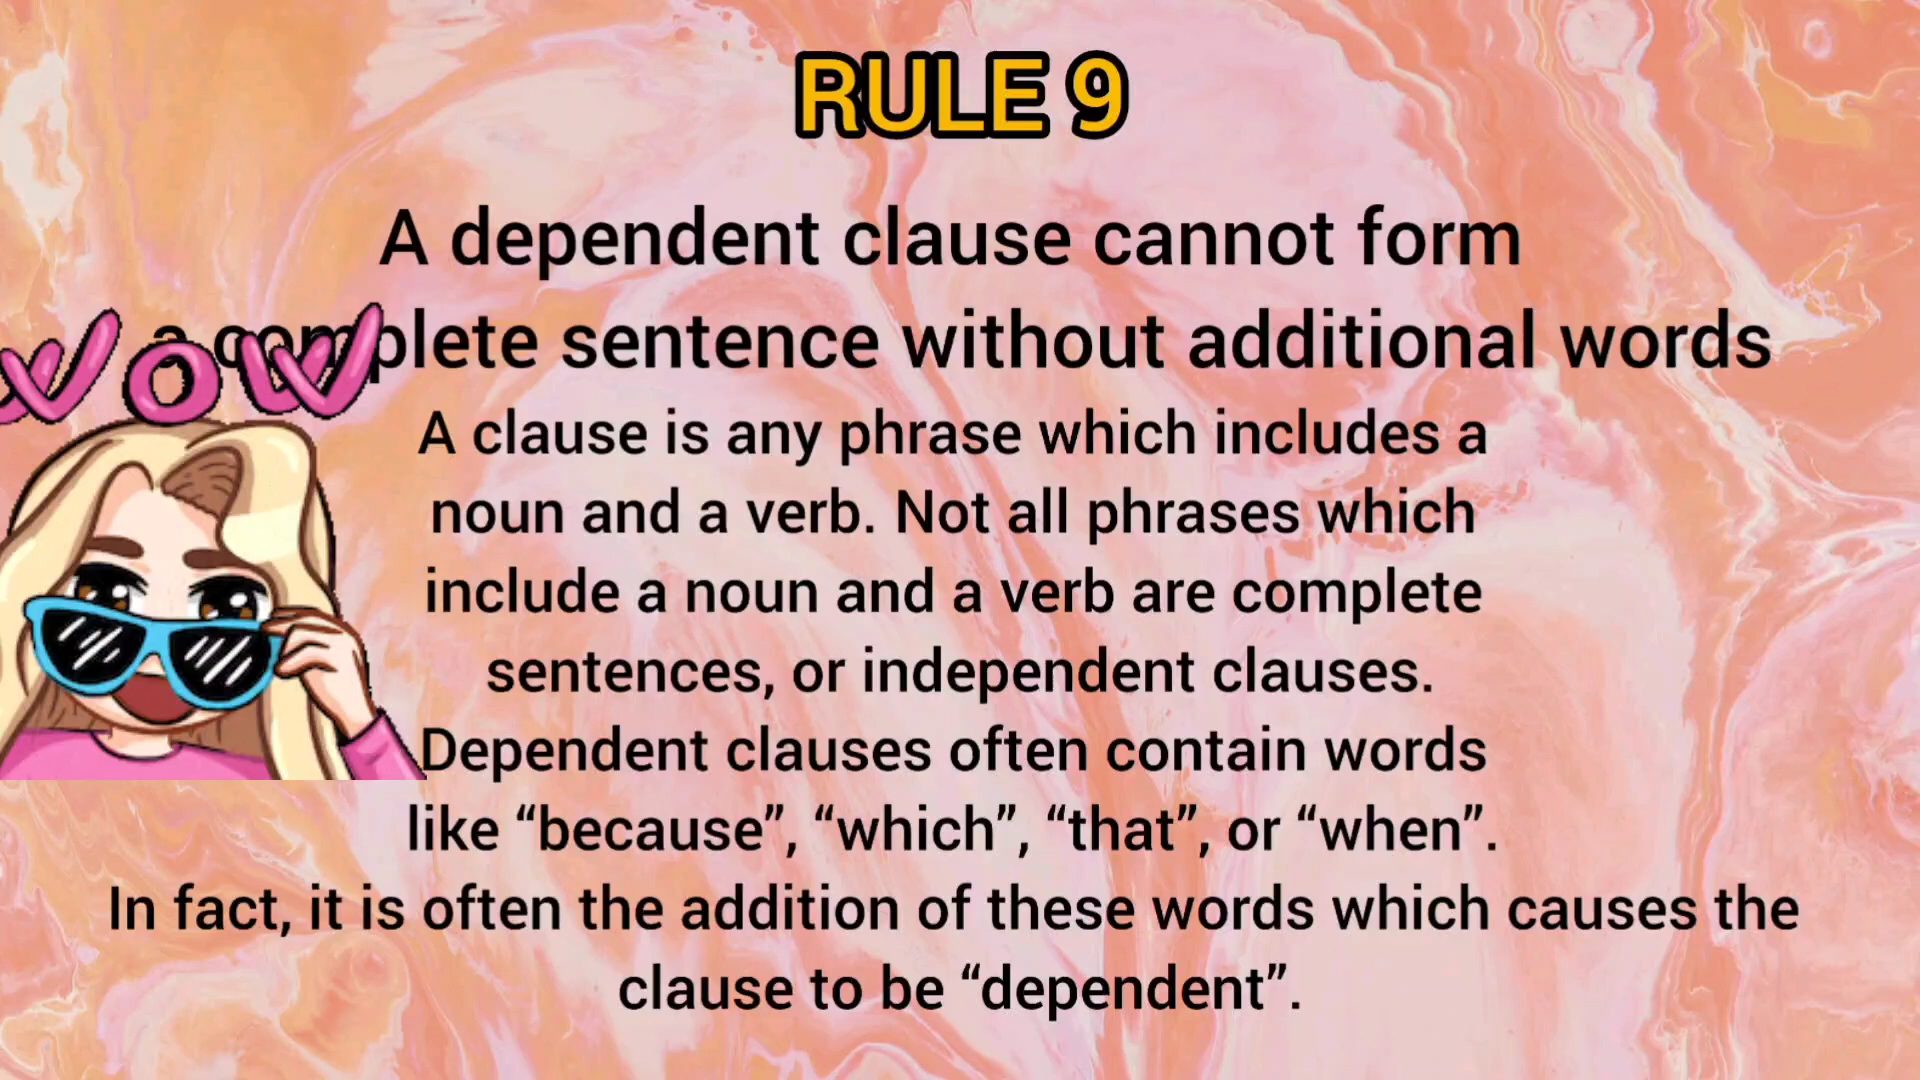 RULE 9
A dependent clause cannot form
a complete sentence without additional words
WOW
A clause is any phrase which includes a
noun and a verb. Not all phrases which
include a noun and a verb are complete
sentences, or independent clauses.
Dependent clauses often contain words
like “because”, “which”, “that”, or “when”.
In fact, it is often the addition of these words which causes the
clause to be “dependent”.